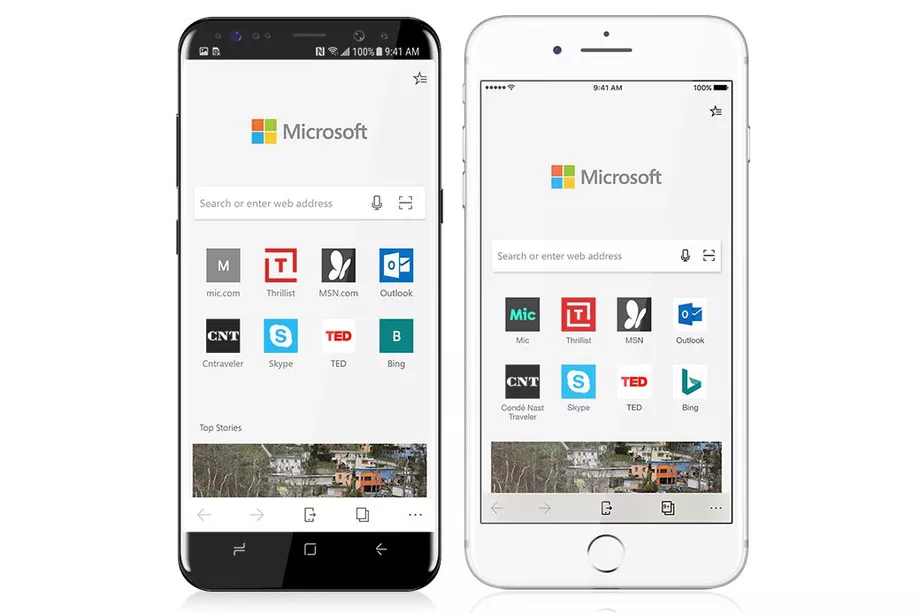 100% 9:41 AM
Microsoft
Search or enter web address
M
T
CNT
TED
B
mic.com Thrillist MSN.com Outlook
Cntraveler Skype TED Bing
Top Stories
9:41 AM 100%
Microsoft
Search or enter web address
Mic
T
Mic Thrillist MSN Outlook
CNT
S
TED
Condé Nast Traveler Skype TED Bing
9+